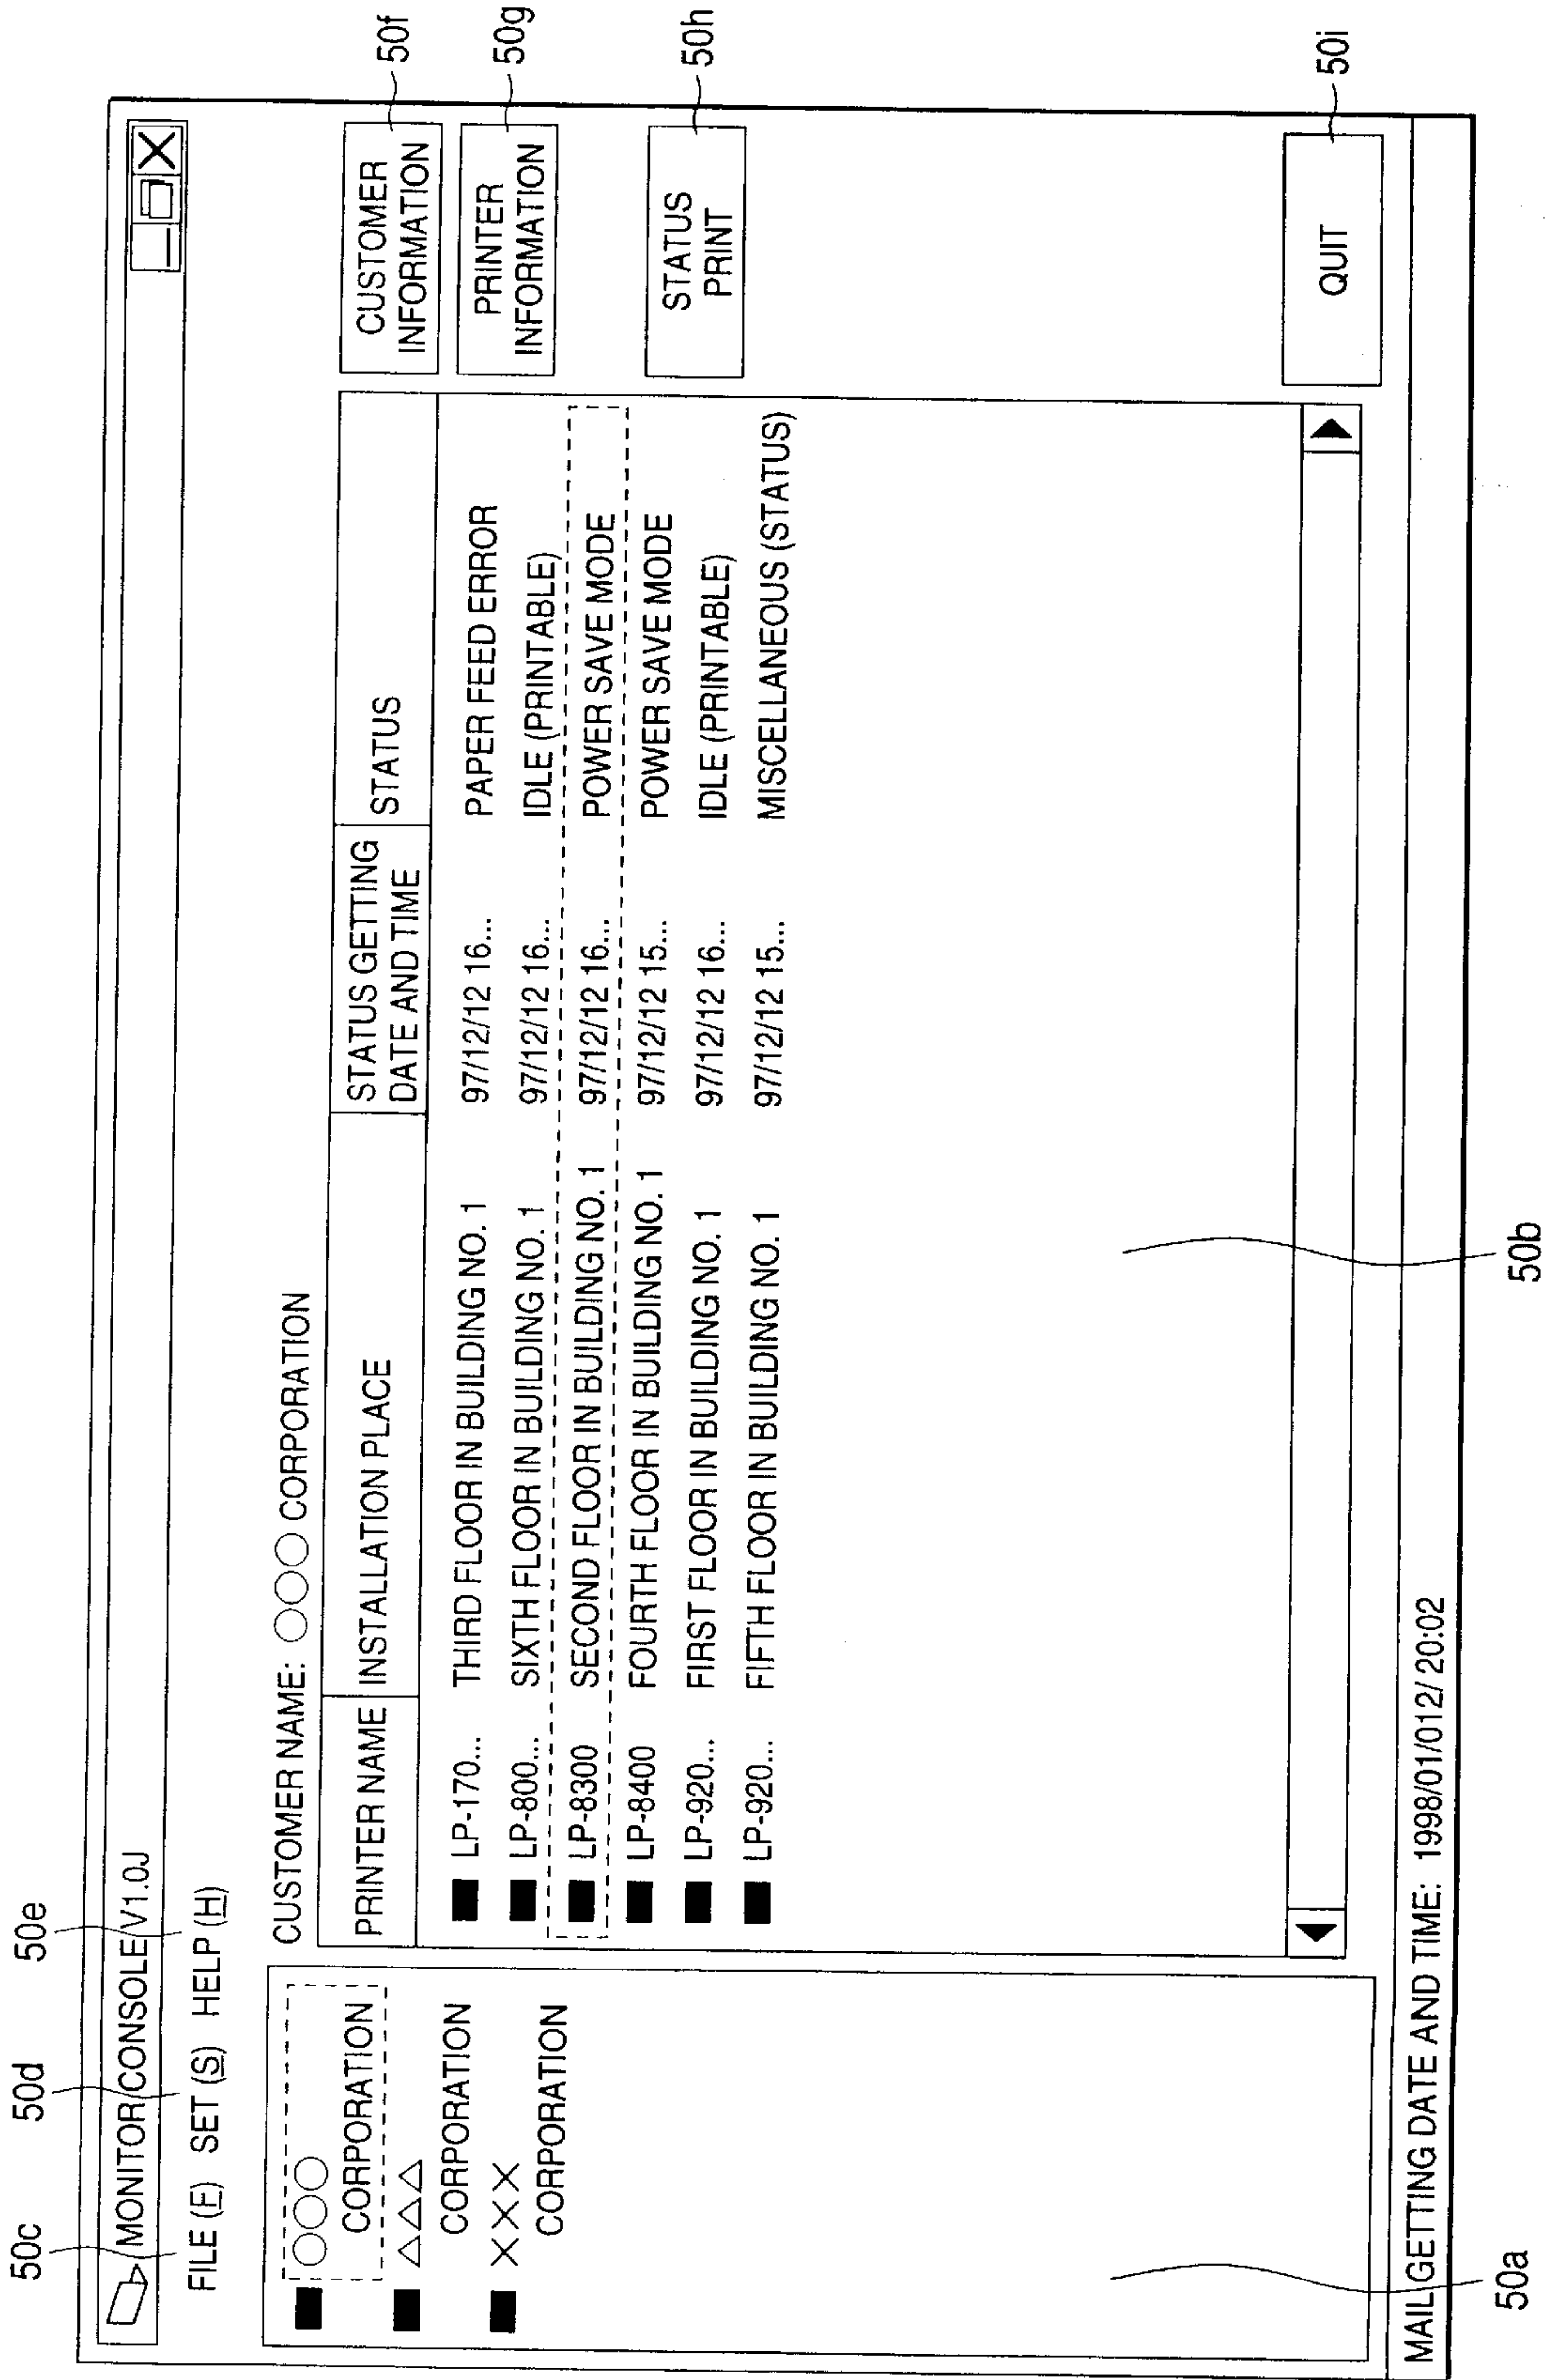 50c
50d
50e
MONITOR CONSOLE V1.0J
FILE (F) SET (S) HELP (H)
50f
50g
50h
50i
CUSTOMER NAME: ○○○ CORPORATION
○○○
CORPORATION
△△△
CORPORATION
×××
CORPORATION
PRINTER NAME INSTALLATION PLACE STATUS GETTING DATE AND TIME STATUS
LP-170... THIRD FLOOR IN BUILDING NO. 1 97/12/12 16... PAPER FEED ERROR
LP-800... SIXTH FLOOR IN BUILDING NO. 1 97/12/12 16... IDLE (PRINTABLE)
LP-8300 SECOND FLOOR IN BUILDING NO. 1 97/12/12 16... POWER SAVE MODE
LP-8400 FOURTH FLOOR IN BUILDING NO. 1 97/12/12 15... POWER SAVE MODE
LP-920... FIRST FLOOR IN BUILDING NO. 1 97/12/12 16... IDLE (PRINTABLE)
LP-920... FIFTH FLOOR IN BUILDING NO. 1 97/12/12 15... MISCELLANEOUS (STATUS)
CUSTOMER
INFORMATION
PRINTER
INFORMATION
STATUS
PRINT
QUIT
MAIL GETTING DATE AND TIME: 1998/01/012/ 20:02
50a
50b